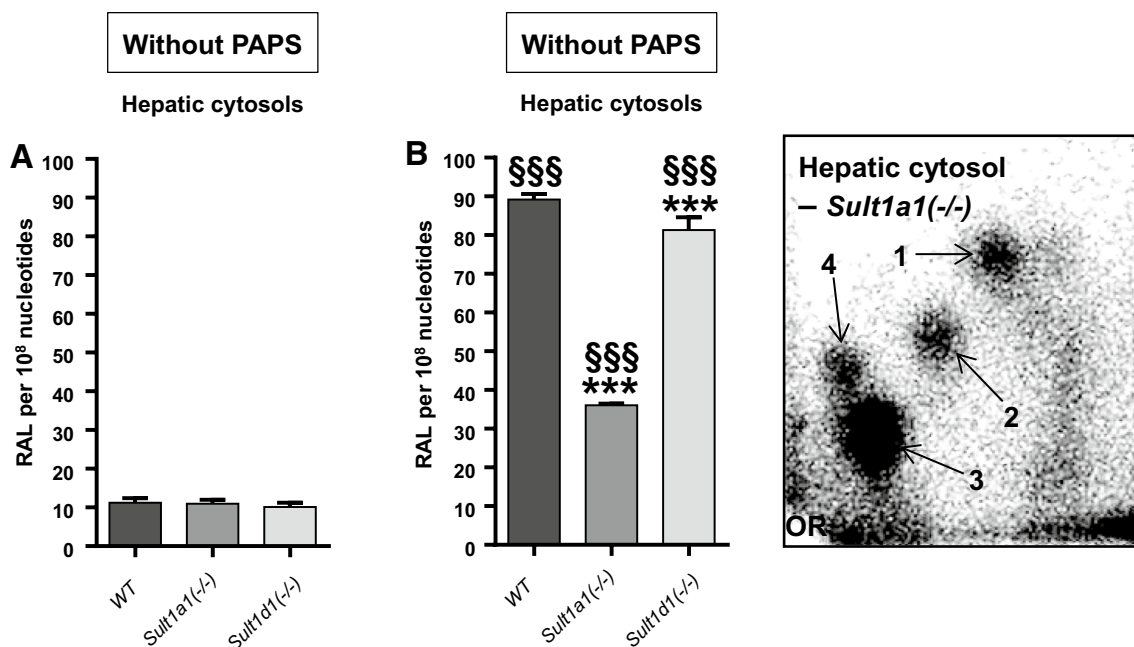 Without PAPS
Hepatic cytosols
A
RAL per 10⁸ nucleotides
100
90
80
70
60
50
40
30
20
10
0
WT
Sult1a1(-/-)
Sult1d1(-/-)
Without PAPS
Hepatic cytosols
B
RAL per 10⁸ nucleotides
100
90
80
70
60
50
40
30
20
10
0
§§§
§§§
***
§§§
***
WT
Sult1a1(-/-)
Sult1d1(-/-)
Hepatic cytosol
– Sult1a1(-/-)
1
4
2
3
OR